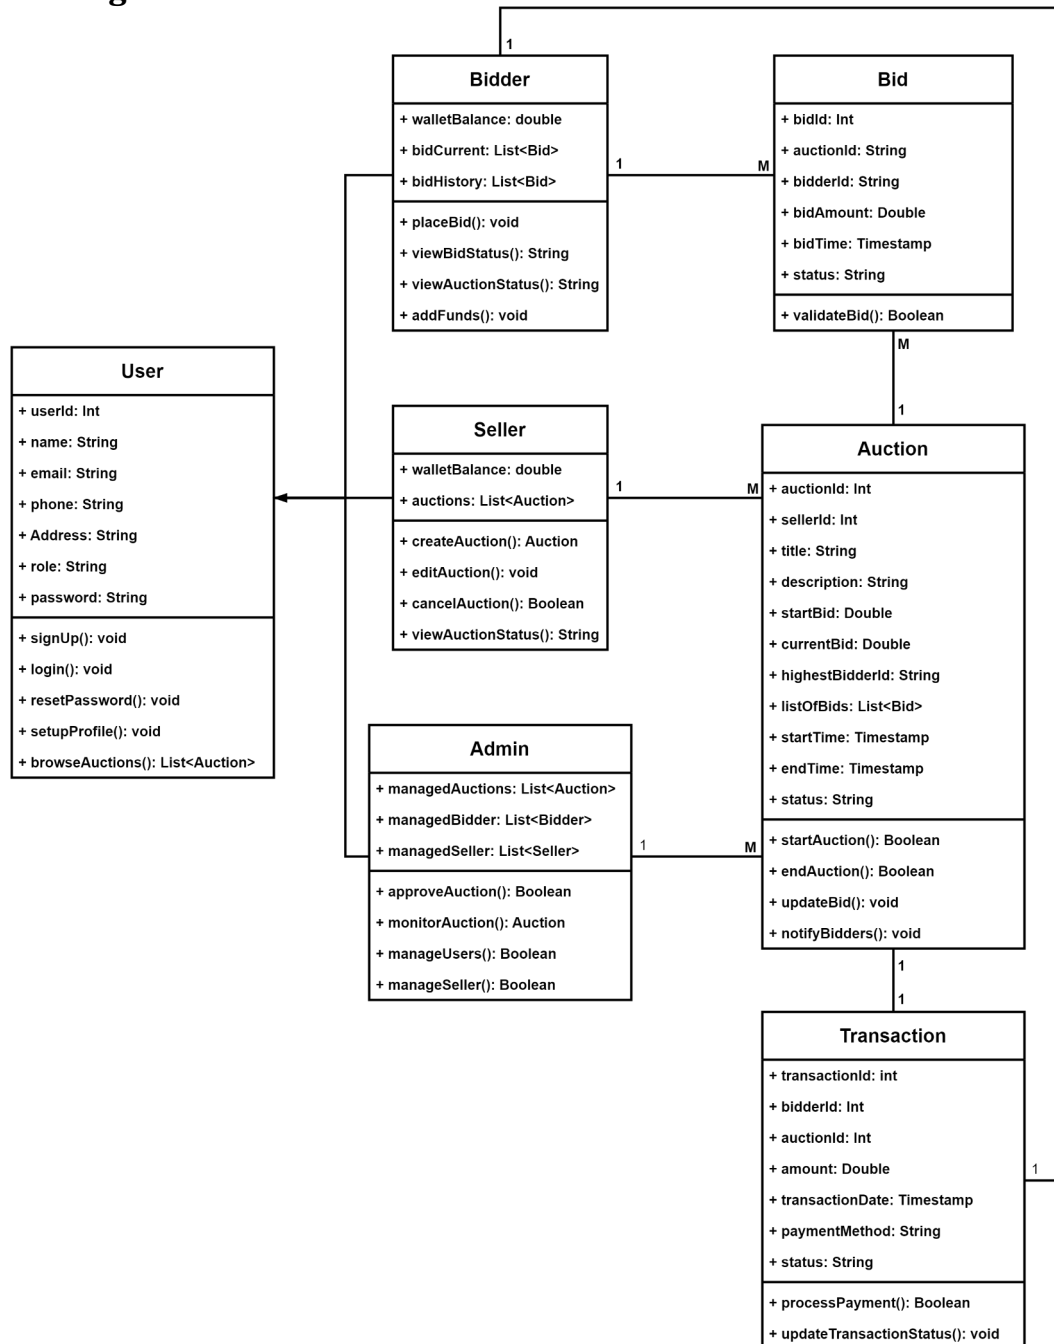 g
1
Bidder
+ walletBalance: double
+ bidCurrent: List<Bid>
+ bidHistory: List<Bid>
+ placeBid(): void
+ viewBidStatus(): String
+ viewAuctionStatus(): String
+ addFunds(): void
1
M
Bid
+ bidId: Int
+ auctionId: String
+ bidderId: String
+ bidAmount: Double
+ bidTime: Timestamp
+ status: String
+ validateBid(): Boolean
M
1
User
+ userId: Int
+ name: String
+ email: String
+ phone: String
+ Address: String
+ role: String
+ password: String
+ signUp(): void
+ login(): void
+ resetPassword(): void
+ setupProfile(): void
+ browseAuctions(): List<Auction>
Seller
+ walletBalance: double
+ auctions: List<Auction>
+ createAuction(): Auction
+ editAuction(): void
+ cancelAuction(): Boolean
+ viewAuctionStatus(): String
1
M
Auction
+ auctionId: Int
+ sellerId: Int
+ title: String
+ description: String
+ startBid: Double
+ currentBid: Double
+ highestBidderId: String
+ listOfBids: List<Bid>
+ startTime: Timestamp
+ endTime: Timestamp
+ status: String
+ startAuction(): Boolean
+ endAuction(): Boolean
+ updateBid(): void
+ notifyBidders(): void
Admin
+ managedAuctions: List<Auction>
+ managedBidder: List<Bidder>
+ managedSeller: List<Seller>
+ approveAuction(): Boolean
+ monitorAuction(): Auction
+ manageUsers(): Boolean
+ manageSeller(): Boolean
1
M
1
1
Transaction
+ transactionId: int
+ bidderId: Int
+ auctionId: Int
+ amount: Double
+ transactionDate: Timestamp
+ paymentMethod: String
+ status: String
+ processPayment(): Boolean
+ updateTransactionStatus(): void
1